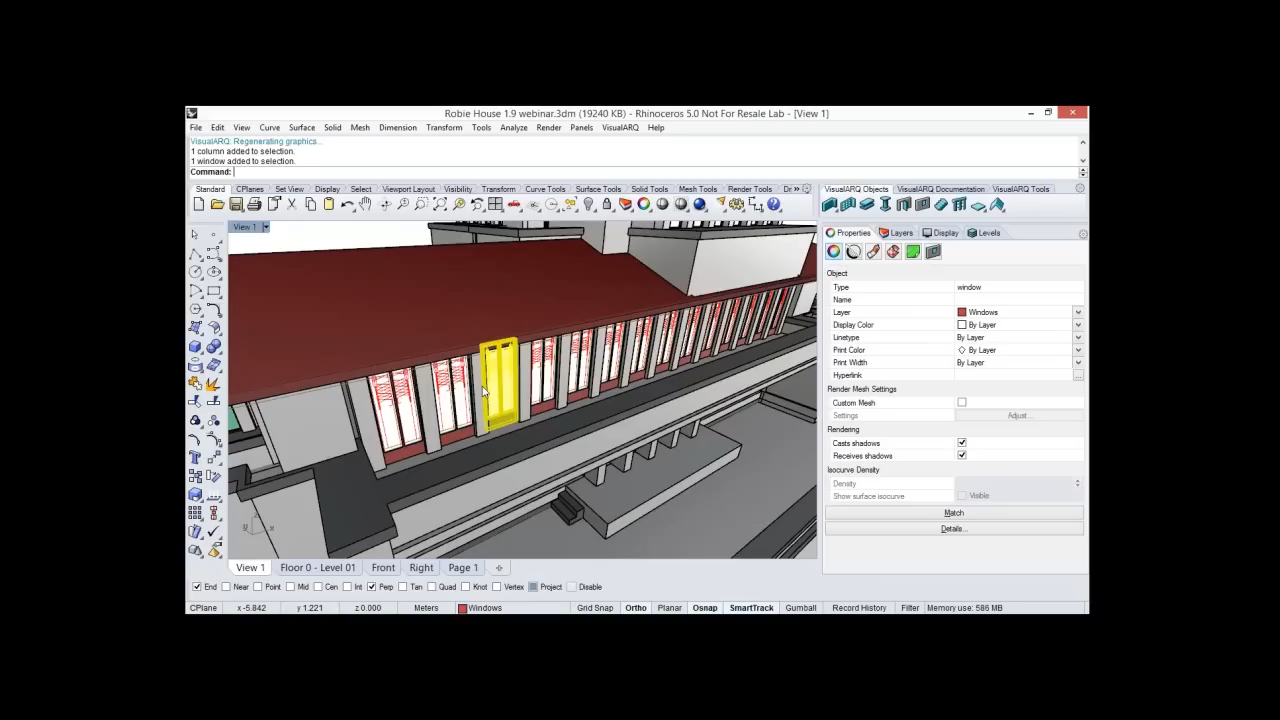 Robie House 1.9 webinar.3dm (19240 KB) - Rhinoceros 5.0 Not For Resale Lab - [View 1]
File Edit View Curve Surface Solid Mesh Dimension Transform Tools Analyze Render Panels VisualARQ Help
VisualARQ: Regenerating graphics...
1 column added to selection.
1 window added to selection.
Command:
Standard CPlanes Set View Display Select Viewport Layout Visibility Transform Curve Tools Surface Tools Solid Tools Mesh Tools Render Tools Dr »
VisualARQ Objects VisualARQ Documentation VisualARQ Tools
View 1
Properties Layers Display Levels
Object
Type window
Name
Layer Windows
Display Color By Layer
Linetype By Layer
Print Color By Layer
Print Width By Layer
Hyperlink ...
Render Mesh Settings
Custom Mesh
Settings Adjust...
Rendering
Casts shadows
Receives shadows
Isocurve Density
Density
Show surface isocurve Visible
Match
Details...
y x
View 1 Floor 0 - Level 01 Front Right Page 1
End Near Point Mid Cen Int Perp Tan Quad Knot Vertex Project Disable
CPlane x -5.842 y 1.221 z 0.000 Meters Windows Grid Snap Ortho Planar Osnap SmartTrack Gumball Record History Filter Memory use: 586 MB